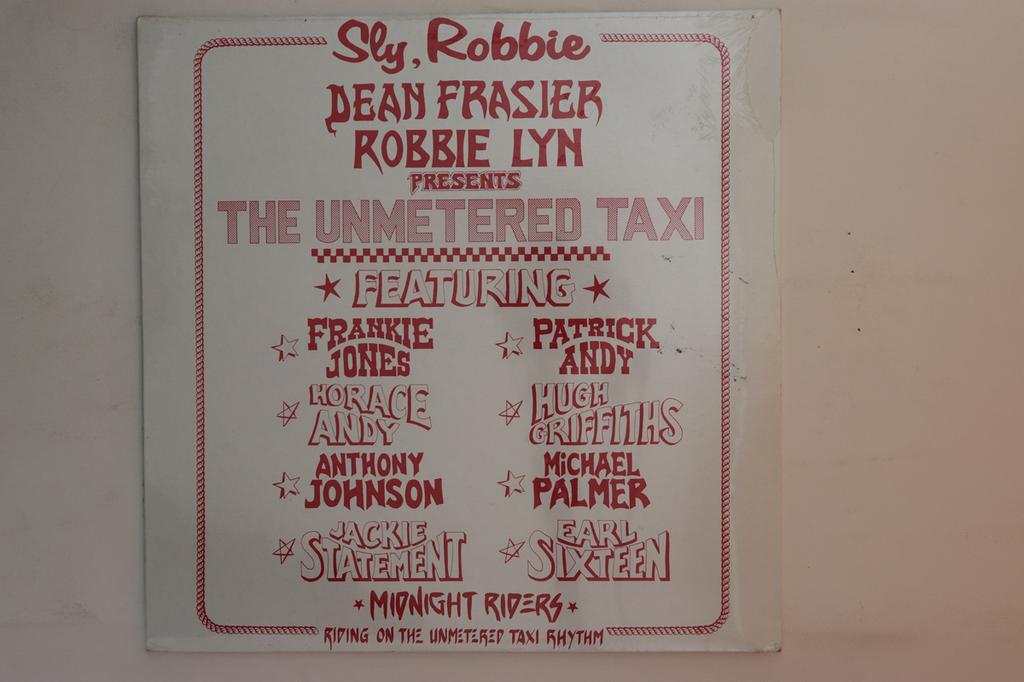 Sly, Robbie
DEAN FRASIER
ROBBIE LYN
PRESENTS
THE UNMETERED TAXI
FEATURING
FRANKIE JONES
PATRICK ANDY
HORACE ANDY
HUGH GRIFFITHS
ANTHONY JOHNSON
MICHAEL PALMER
JACKIE STATEMENT
EARL SIXTEEN
MIDNIGHT RIDERS
RIDING ON THE UNMETERED TAXI RHYTHM